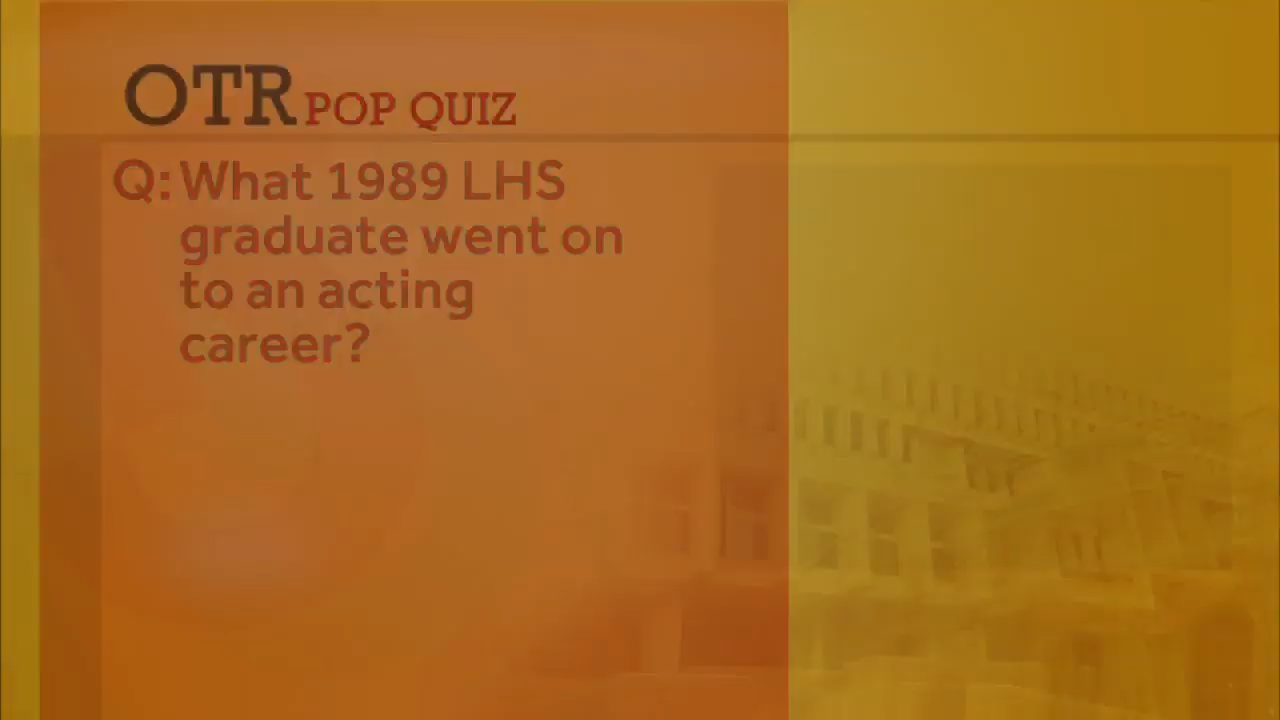 OTR POP QUIZ
Q: What 1989 LHS
graduate went on
to an acting
career?